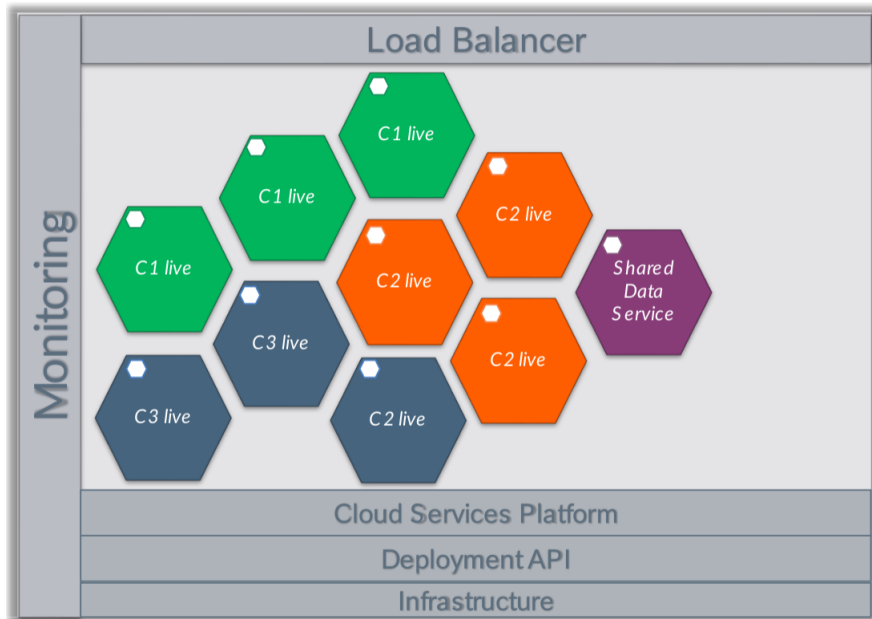 Load Balancer
Monitoring
C1 live
C1 live
C2 live
C1 live
Shared
Data
Service
C2 live
C3 live
C2 live
C3 live
C2 live
Cloud Services Platform
Deployment API
Infrastructure